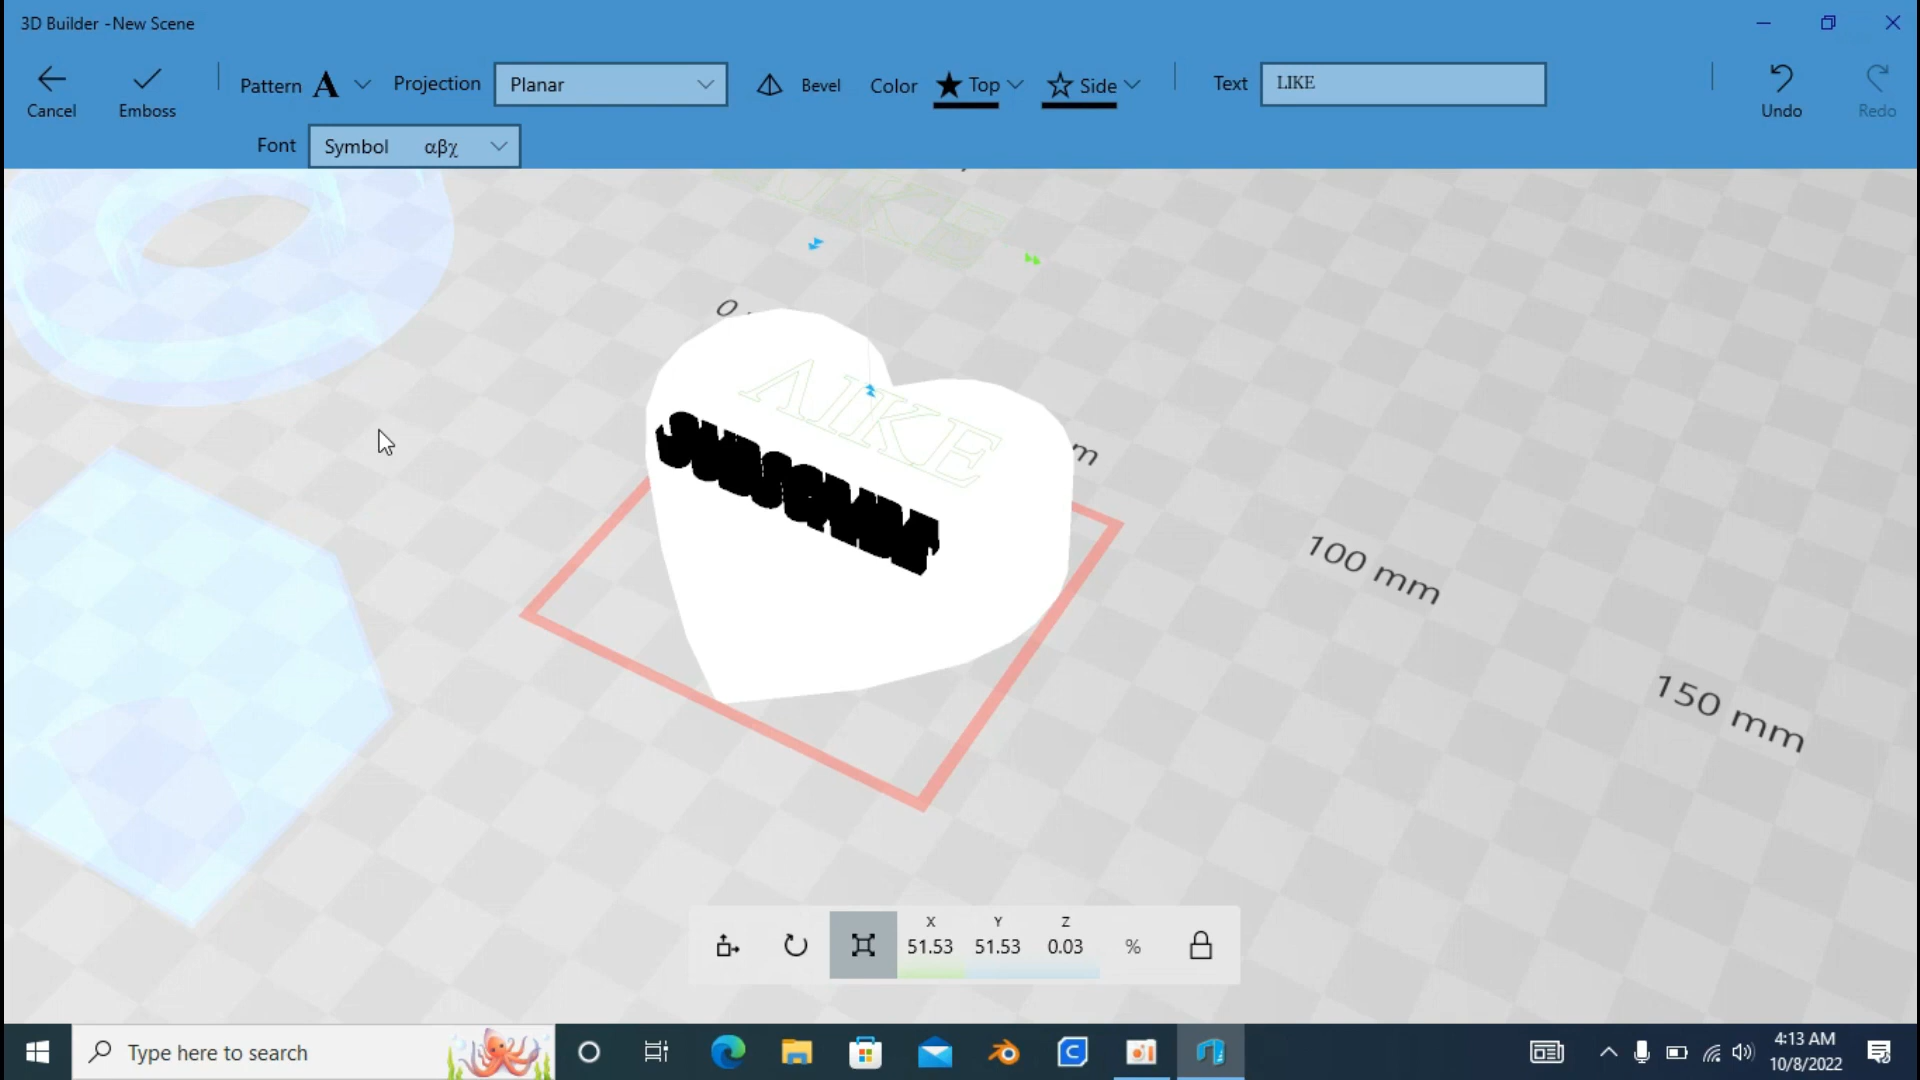 3D Builder -New Scene
Cancel
Emboss
Pattern A
Projection
Planar
Bevel
Color
Top
Side
Text
LIKE
Undo
Redo
Font
Symbol αβχ
ΛΙΚΕ
100 mm
150 mm
X Y Z
51.53 51.53 0.03 %
Type here to search
4:13 AM
10/8/2022